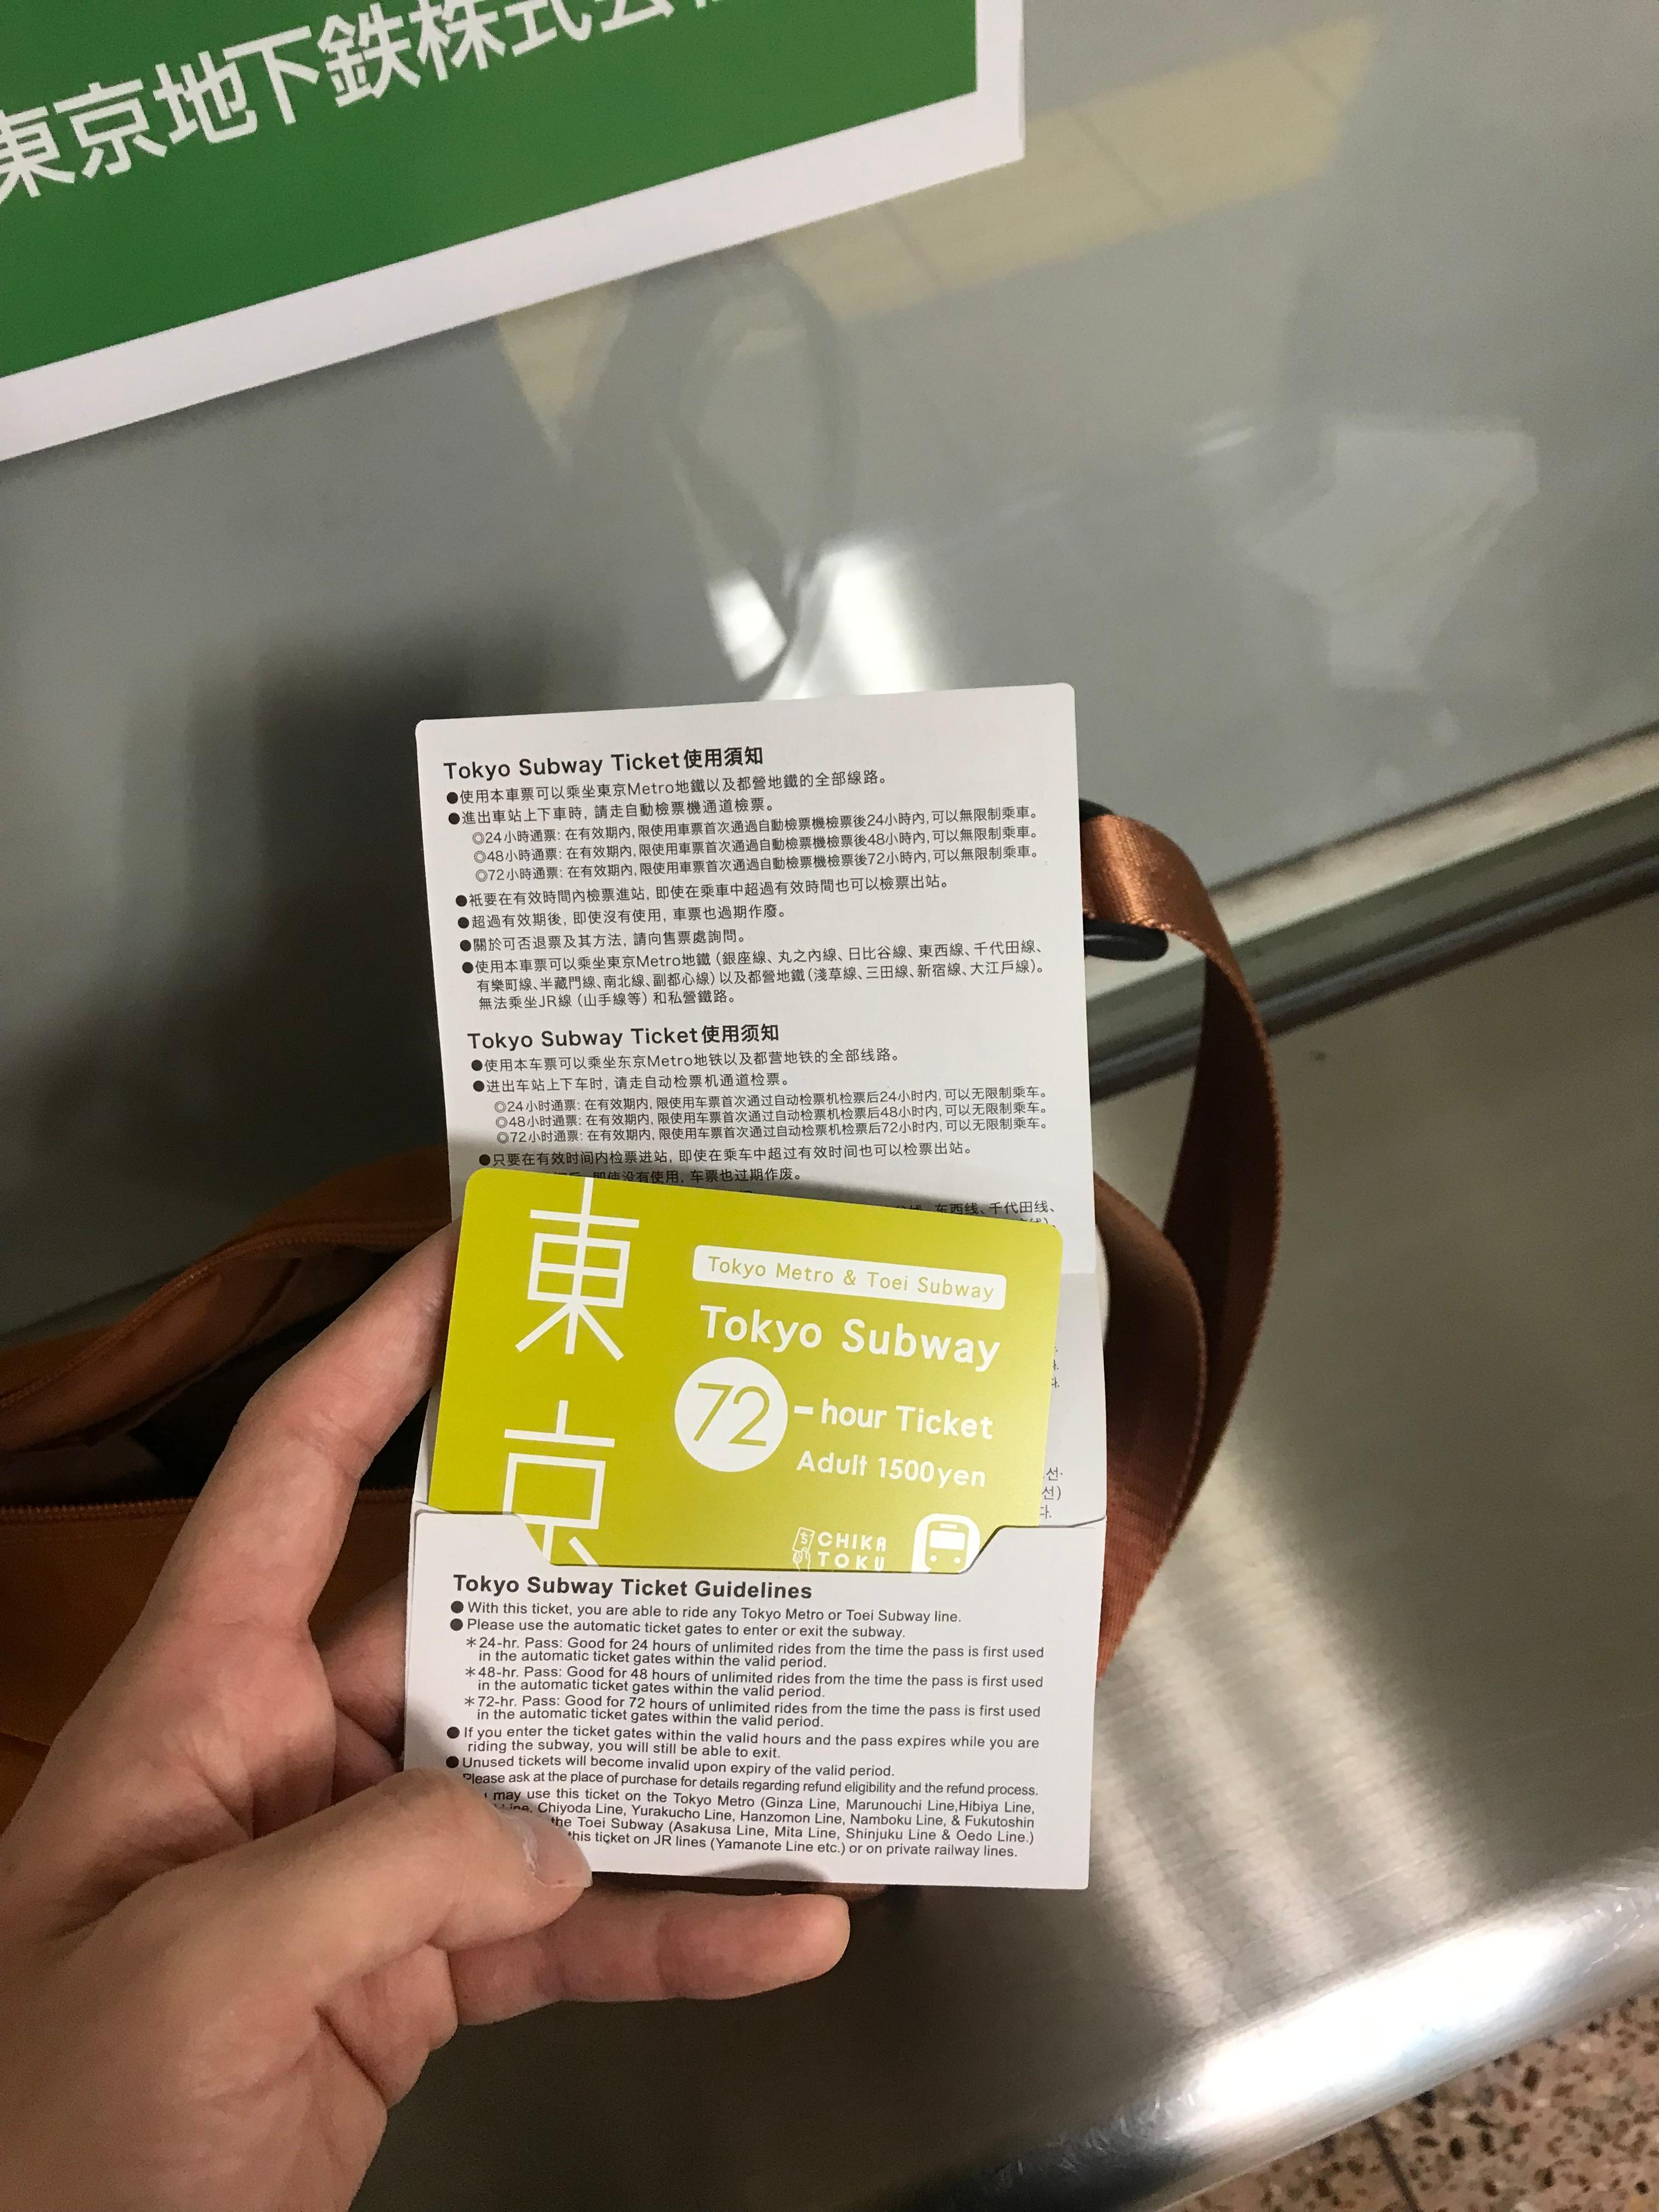 東京地下鉄株式会
Tokyo Subway Ticket使用須知
●使用本車票可以乘坐東京Metro地鐵以及都營地鐵的全部線路。
●進出車站上下車時, 請走自動檢票機通道檢票。
◎24小時通票: 在有效期內, 限使用車票首次通過自動檢票機檢票後24小時內, 可以無限制乘車。
◎48小時通票: 在有效期內, 限使用車票首次通過自動檢票機檢票後48小時內, 可以無限制乘車。
◎72小時通票: 在有效期內, 限使用車票首次通過自動檢票機檢票後72小時內, 可以無限制乘車。
●衹要在有效時間內檢票進站, 即使在乘車中超過有效時間也可以檢票出站。
●超過有效期後, 即使沒有使用, 車票也過期作廢。
●關於可否退票及其方法, 請向售票處詢問。
●使用本車票可以乘坐東京Metro地鐵 (銀座線、丸之內線、日比谷線、東西線、千代田線、
有樂町線、半藏門線、南北線、副都心線) 以及都營地鐵 (淺草線、三田線、新宿線、大江戶線)。
無法乘坐JR線 (山手線等) 和私營鐵路。
Tokyo Subway Ticket使用须知
●使用本车票可以乘坐东京Metro地铁以及都营地铁的全部线路。
●进出车站上下车时, 请走自动检票机通道检票。
◎24小时通票: 在有效期内, 限使用车票首次通过自动检票机检票后24小时内, 可以无限制乘车。
◎48小时通票: 在有效期内, 限使用车票首次通过自动检票机检票后48小时内, 可以无限制乘车。
◎72小时通票: 在有效期内, 限使用车票首次通过自动检票机检票后72小时内, 可以无限制乘车。
●只要在有效时间内检票进站, 即使在乘车中超过有效时间也可以检票出站。
即使没有使用, 车票也过期作废。
东西线、千代田线、
東京
Tokyo Metro & Toei Subway
Tokyo Subway
72-hour Ticket
Adult 1500yen
ち CHIKA
TOKU
선·
선)
다.
Tokyo Subway Ticket Guidelines
● With this ticket, you are able to ride any Tokyo Metro or Toei Subway line.
● Please use the automatic ticket gates to enter or exit the subway.
＊24-hr. Pass: Good for 24 hours of unlimited rides from the time the pass is first used
in the automatic ticket gates within the valid period.
＊48-hr. Pass: Good for 48 hours of unlimited rides from the time the pass is first used
in the automatic ticket gates within the valid period.
＊72-hr. Pass: Good for 72 hours of unlimited rides from the time the pass is first used
in the automatic ticket gates within the valid period.
● If you enter the ticket gates within the valid hours and the pass expires while you are
riding the subway, you will still be able to exit.
● Unused tickets will become invalid upon expiry of the valid period.
Please ask at the place of purchase for details regarding refund eligibility and the refund process.
may use this ticket on the Tokyo Metro (Ginza Line, Marunouchi Line,Hibiya Line,
Line, Chiyoda Line, Yurakucho Line, Hanzomon Line, Namboku Line, & Fukutoshin
the Toei Subway (Asakusa Line, Mita Line, Shinjuku Line & Oedo Line.)
this ticket on JR lines (Yamanote Line etc.) or on private railway lines.